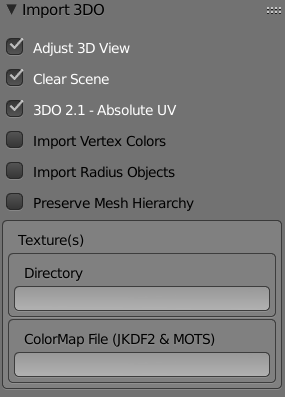 Import 3DO
Adjust 3D View
Clear Scene
3DO 2.1 - Absolute UV
Import Vertex Colors
Import Radius Objects
Preserve Mesh Hierarchy
Texture(s)
Directory
ColorMap File (JKDF2 & MOTS)